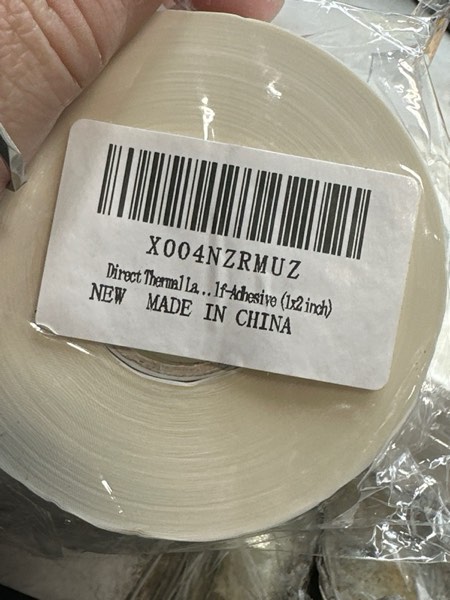 X004NZRMUZ
Direct Thermal La...lf-Adhesive (1x2 inch)
NEW MADE IN CHINA